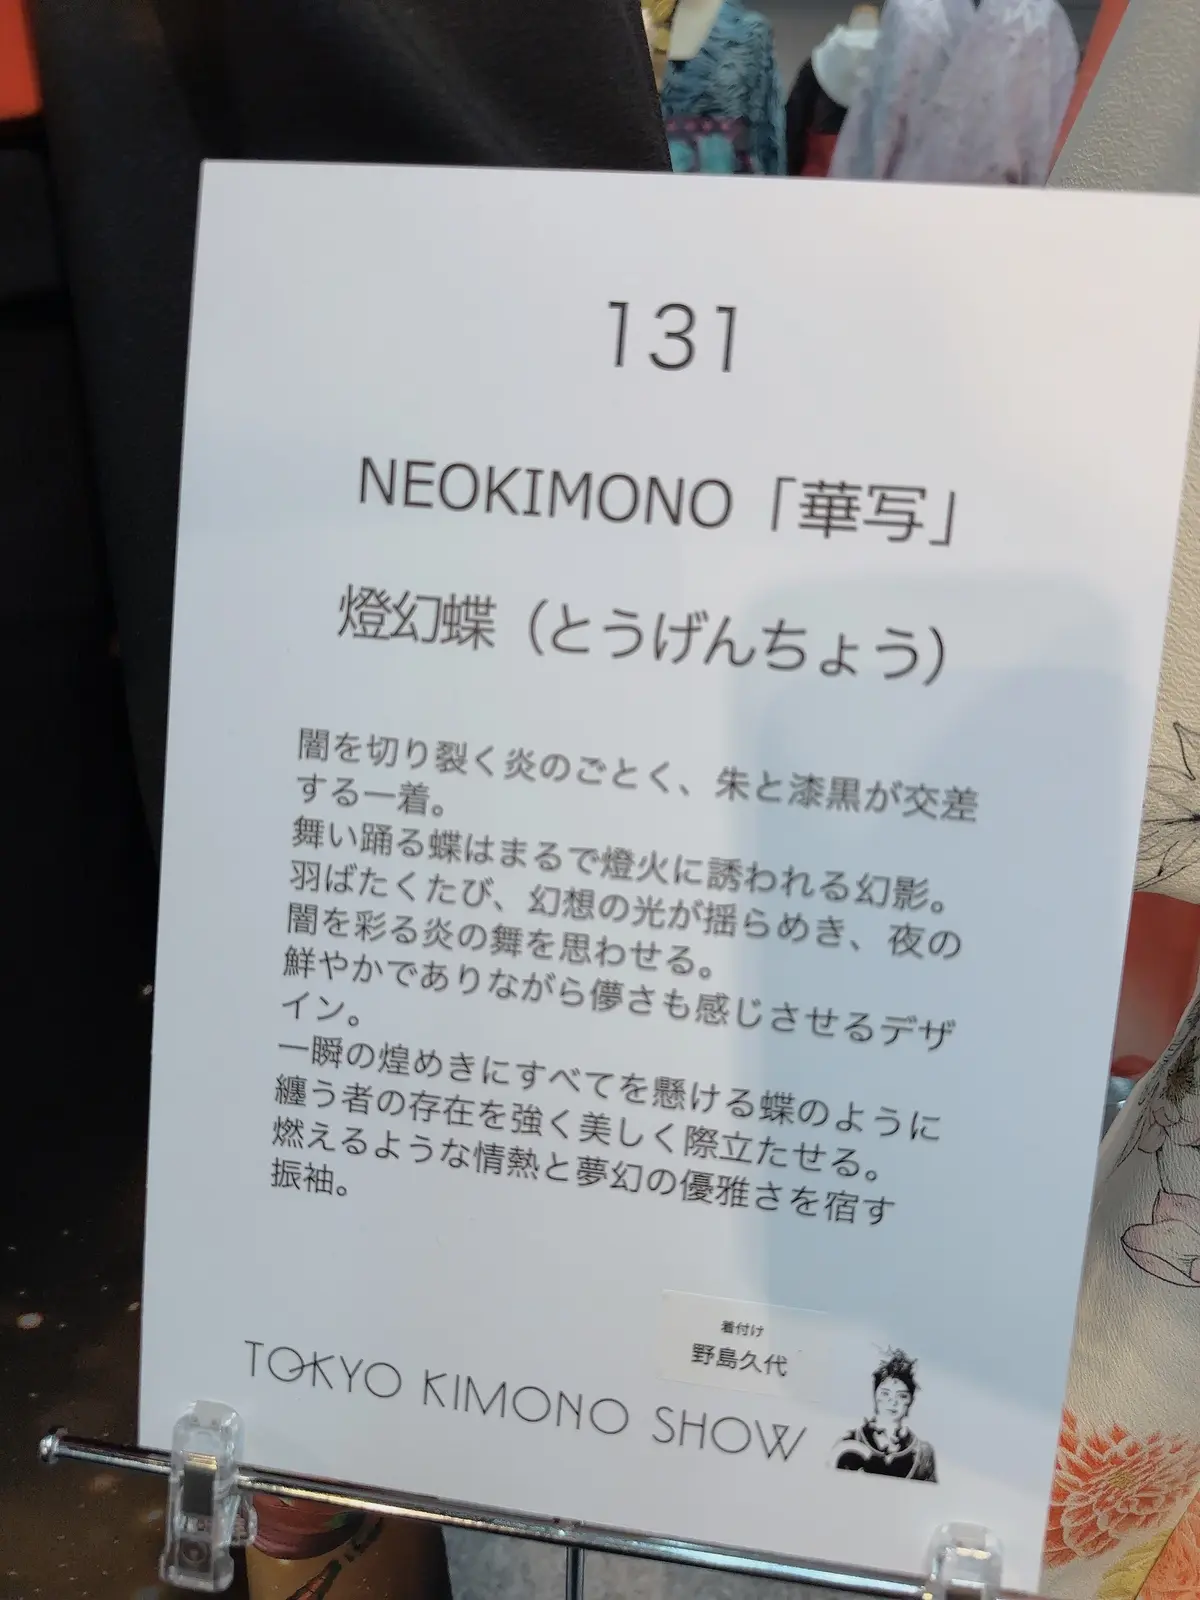 131
NEOKIMONO「華写」
燈幻蝶（とうげんちょう）
闇を切り裂く炎のごとく、朱と漆黒が交差
する一着。
舞い踊る蝶はまるで燈火に誘われる幻影。
羽ばたくたび、幻想の光が揺らめき、夜の
闇を彩る炎の舞を思わせる。
鮮やかでありながら儚さも感じさせるデザ
イン。
一瞬の煌めきにすべてを懸ける蝶のように
纏う者の存在を強く美しく際立たせる。
燃えるような情熱と夢幻の優雅さを宿す
振袖。
着付け
野島久代
TOKYO KIMONO SHOW